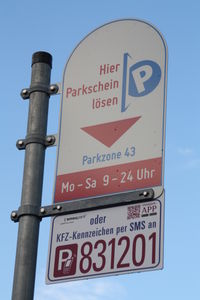 Hier
Parkschein
lösen
P
Parkzone 43
Mo - Sa 9 - 24 Uhr
APP
oder
KFZ-Kennzeichen per SMS an
P 831201